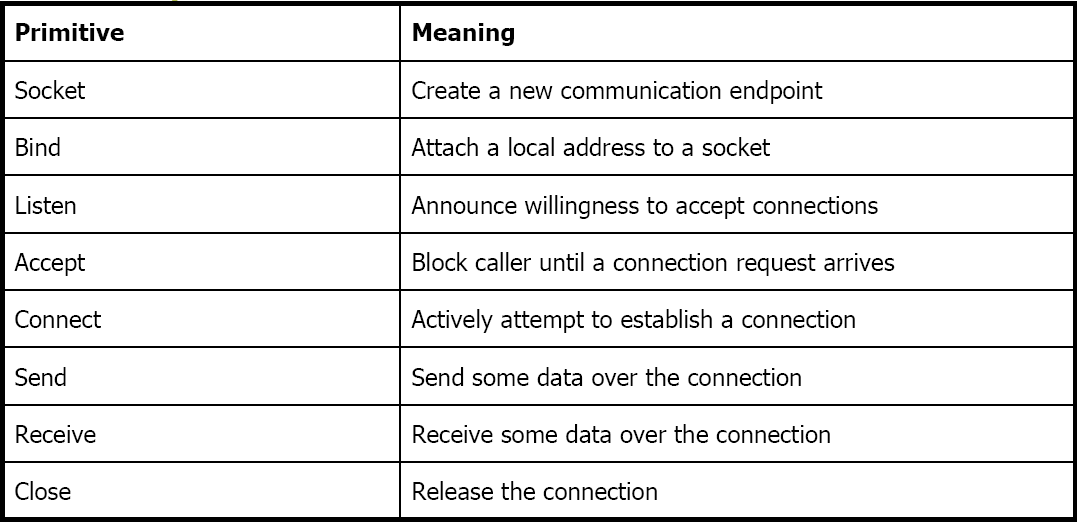 Primitive Meaning
Socket Create a new communication endpoint
Bind Attach a local address to a socket
Listen Announce willingness to accept connections
Accept Block caller until a connection request arrives
Connect Actively attempt to establish a connection
Send Send some data over the connection
Receive Receive some data over the connection
Close Release the connection